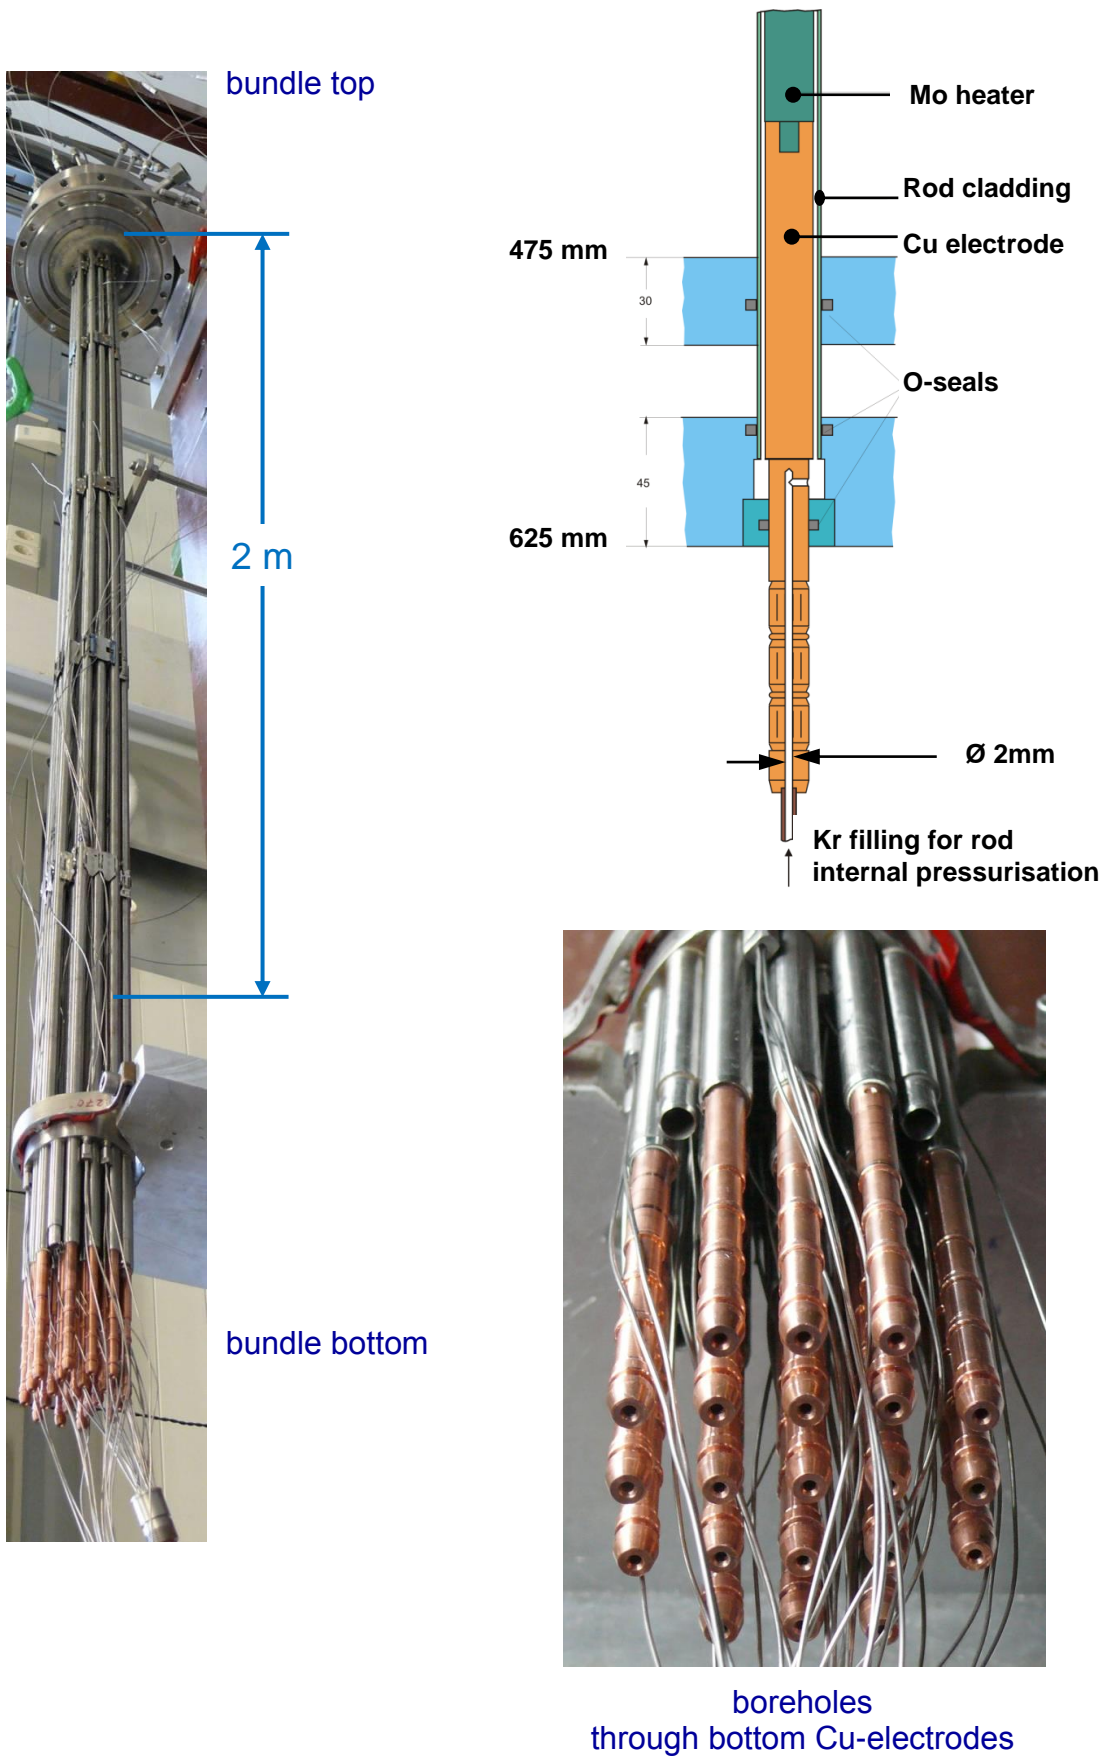 bundle top
Mo heater
Rod cladding
Cu electrode
475 mm
30
O-seals
45
625 mm
2 m
Ø 2mm
Kr filling for rod
internal pressurisation
bundle bottom
boreholes
through bottom Cu-electrodes